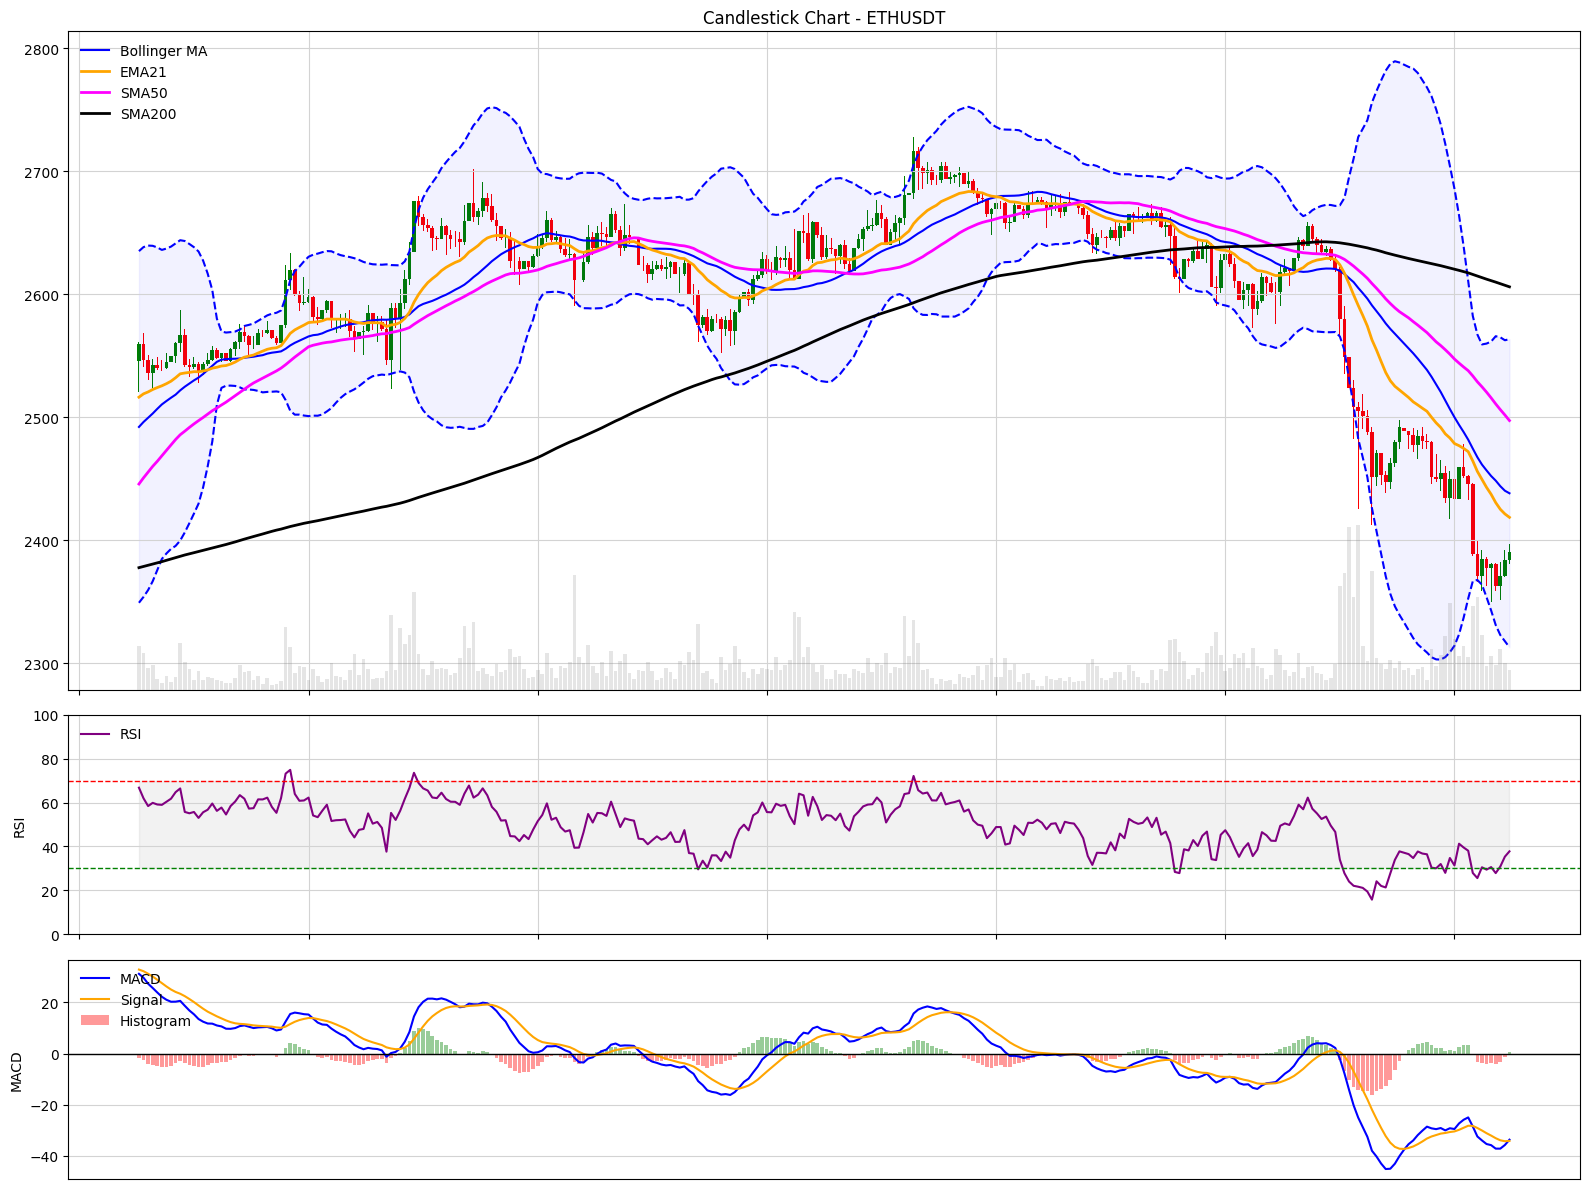 Candlestick Chart - ETHUSDT
2800
2700
2600
2500
2400
2300
Bollinger MA
EMA21
SMA50
SMA200
100
80
60
40
20
0
RSI
RSI
20
0
−20
−40
MACD
MACD
Signal
Histogram